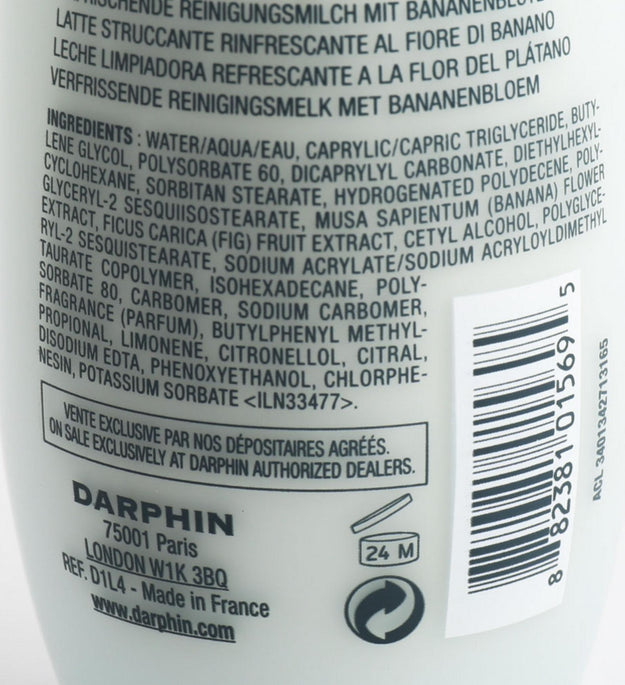 REINIGUNGSMILCH MIT
LATTE STRUCCANTE RINFRESCANTE AL FIORE DI BANANO
LECHE LIMPIADORA REFRESCANTE A LA FLOR DEL PLÁTANO
VERFRISSENDE REINIGINGSMELK MET BANANENBLOEM
INGREDIENTS : WATER/AQUA/EAU, CAPRYLIC/CAPRIC TRIGLYCERIDE, BUTY-
LENE GLYCOL, POLYSORBATE 60, DICAPRYLYL CARBONATE, DIETHYLHEXYL-
CYCLOHEXANE, SORBITAN STEARATE, HYDROGENATED POLYDECENE, POLY-
GLYCERYL-2 SESQUIISOSTEARATE, MUSA SAPIENTUM (BANANA) FLOWER
EXTRACT, FICUS CARICA (FIG) FRUIT EXTRACT, CETYL ALCOHOL, POLYGLYCE-
RYL-2 SESQUISTEARATE, SODIUM ACRYLATE/SODIUM ACRYLOYLDIMETHYL
TAURATE COPOLYMER, ISOHEXADECANE, POLY-
SORBATE 80, CARBOMER, SODIUM CARBOMER,
FRAGRANCE (PARFUM), BUTYLPHENYL METHYL-
PROPIONAL, LIMONENE, CITRONELLOL, CITRAL,
DISODIUM EDTA, PHENOXYETHANOL, CHLORPHE-
NESIN, POTASSIUM SORBATE <ILN33477>.
VENTE EXCLUSIVE PAR NOS DÉPOSITAIRES AGRÉÉS.
ON SALE EXCLUSIVELY AT DARPHIN AUTHORIZED DEALERS.
DARPHIN
75001 Paris
LONDON W1K 3BQ
REF. D1L4 - Made in France
www.darphin.com
24 M
8 82381 01569 5
ACL 3401342713165